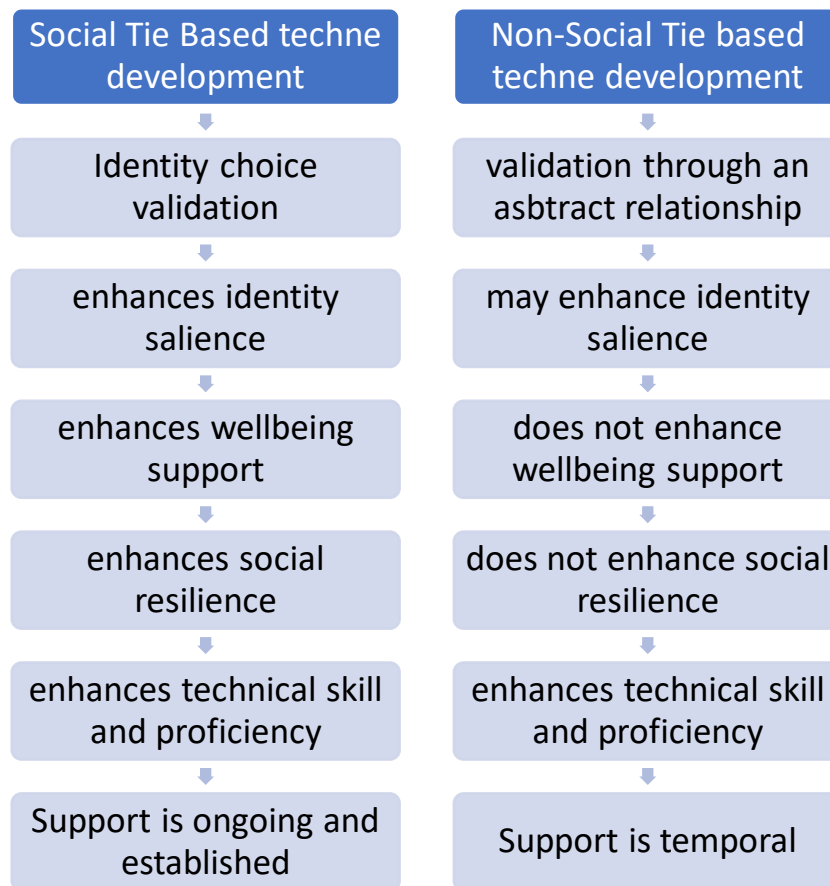 Social Tie Based techne
development
Identity choice
validation
enhances identity
salience
enhances wellbeing
support
enhances social
resilience
enhances technical skill
and proficiency
Support is ongoing and
established
Non-Social Tie based
techne development
validation through an
asbtract relationship
may enhance identity
salience
does not enhance
wellbeing support
does not enhance social
resilience
enhances technical skill
and proficiency
Support is temporal